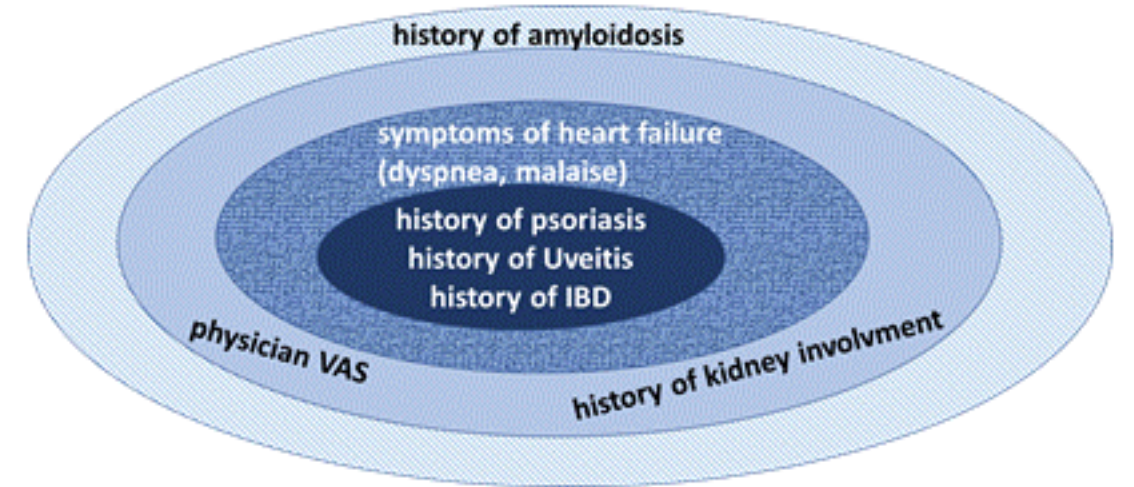 history of amyloidosis
symptoms of heart failure
(dyspnea, malaise)
history of psoriasis
history of Uveitis
history of IBD
physician VAS
history of kidney involvment